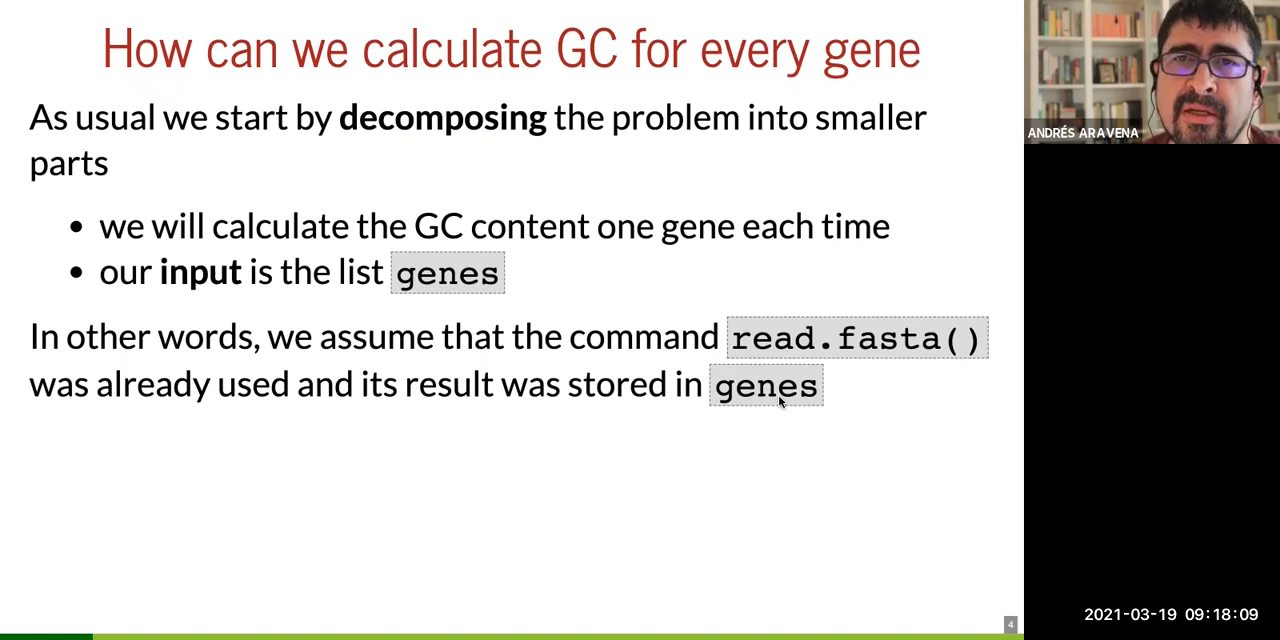 How can we calculate GC for every gene
As usual we start by decomposing the problem into smaller
parts
• we will calculate the GC content one gene each time
• our input is the list genes
In other words, we assume that the command read.fasta()
was already used and its result was stored in genes
4
ANDRÉS ARAVENA
2021-03-19 09:18:09